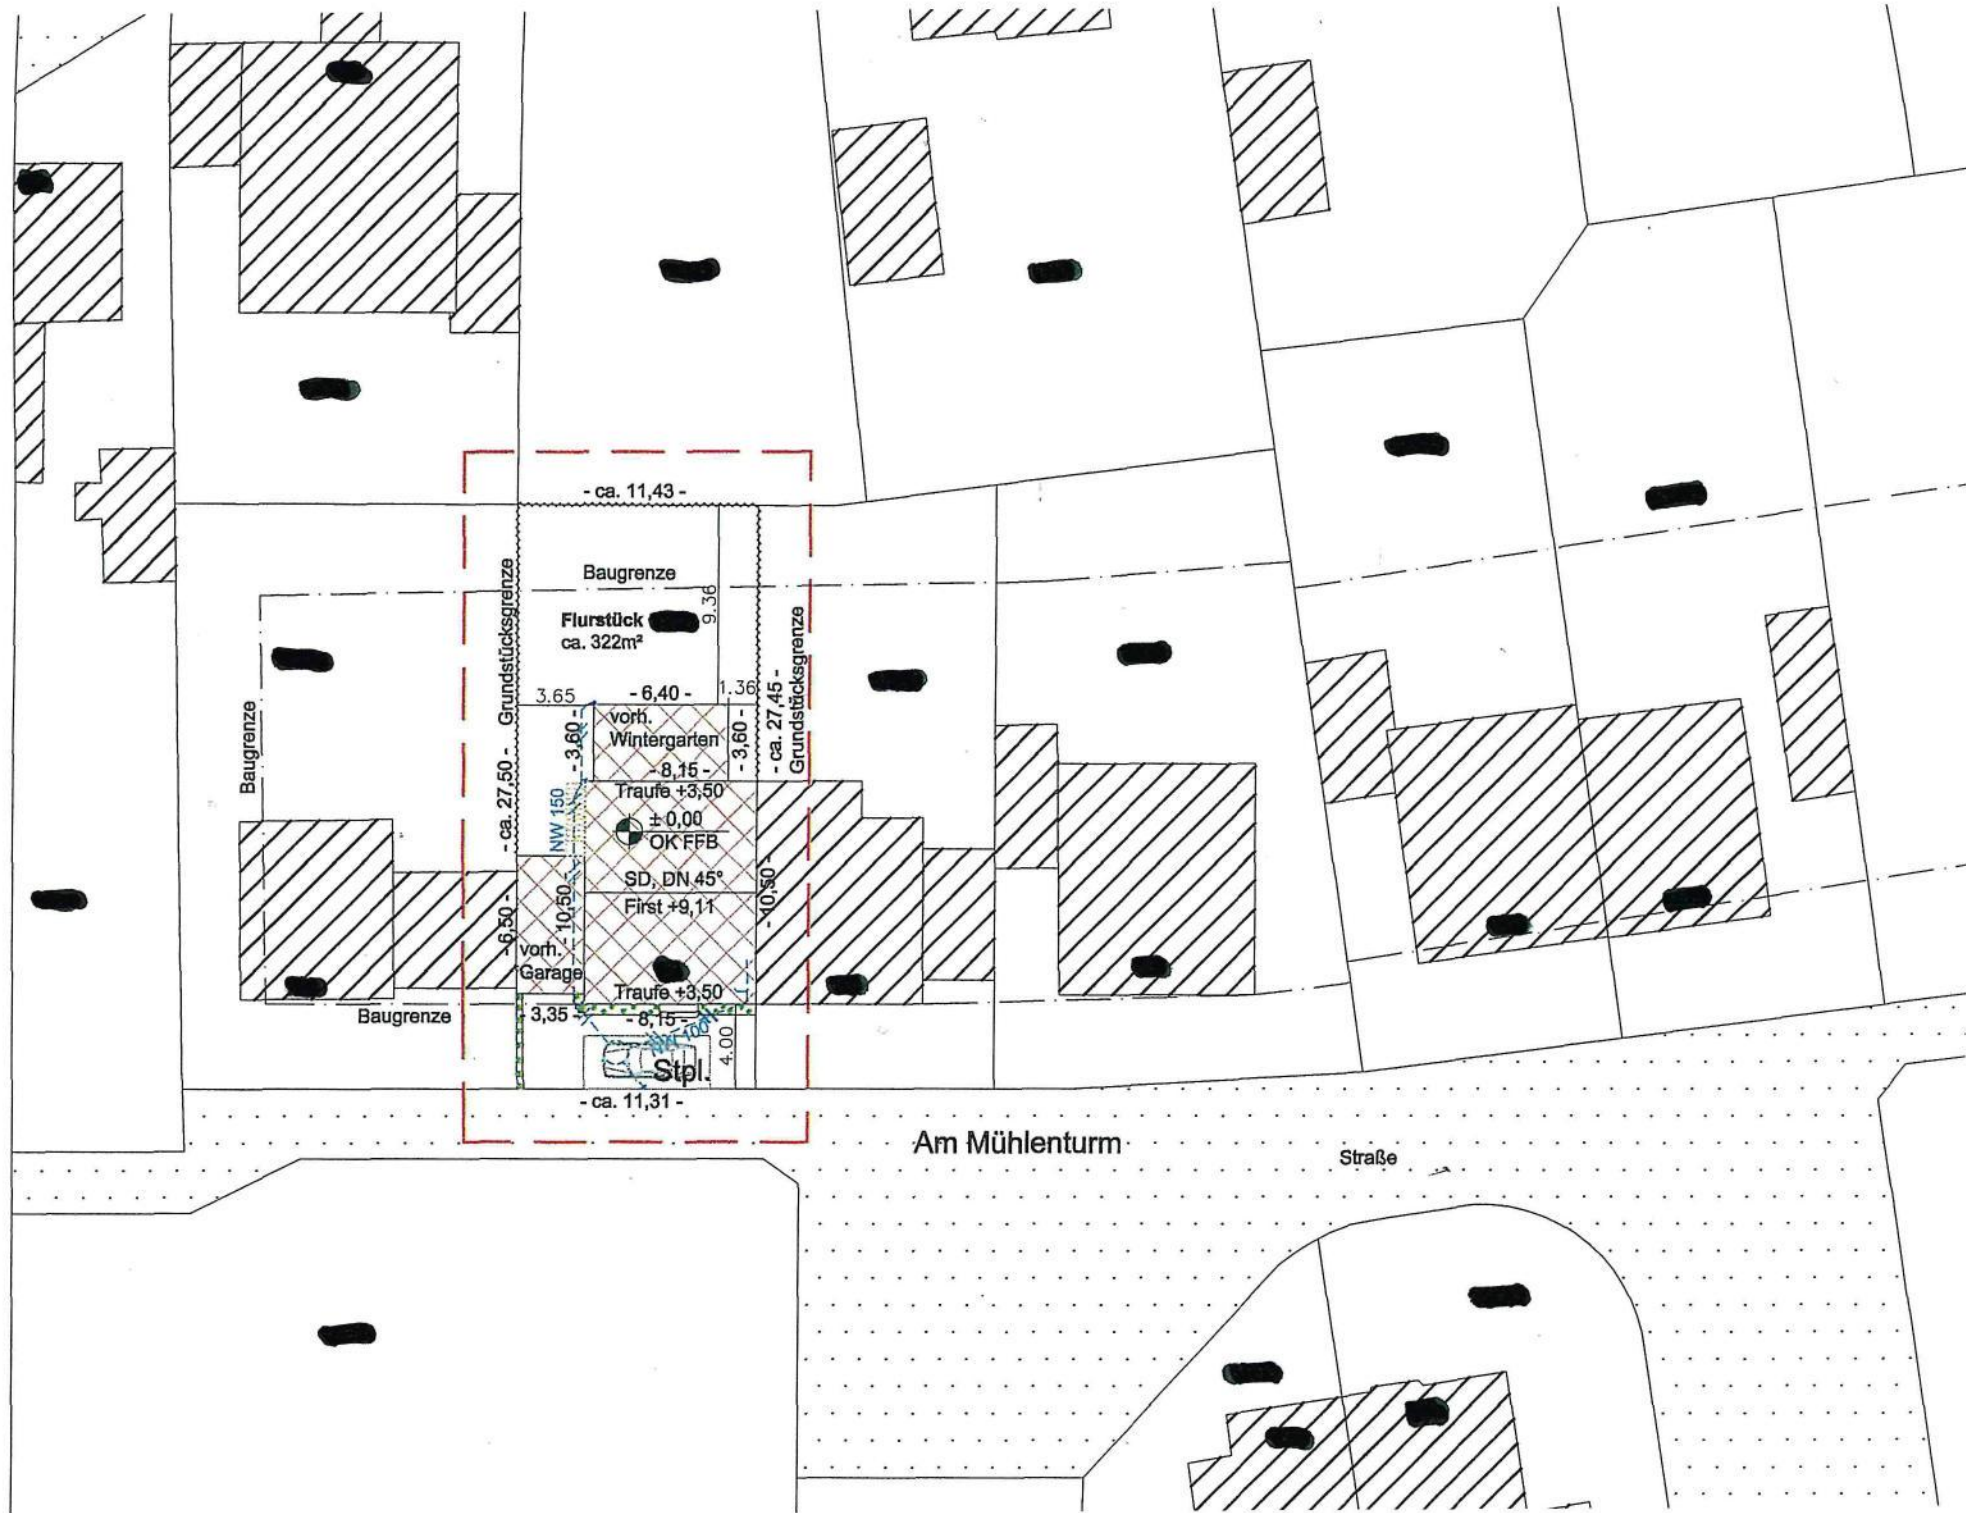 - ca. 11,43 -
Baugrenze
Grundstücksgrenze
- ca. 27,50 -
Flurstück
ca. 322m²
9.36
Grundstücksgrenze
- ca. 27,45 -
Baugrenze
3.65
- 6,40 -
1.36
- 3,60 -
vorh.
Wintergarten
- 3,60 -
- 8,15 -
Traufe +3,50
NW 150
± 0,00
OK FFB
SD, DN 45°
First +9,11
- 6,50 -
- 10,50 -
- 10,50 -
vorh.
Garage
Traufe +3,50
Baugrenze
- 3,35 -
- 8,15 -
NW 100
4.00
Stpl.
- ca. 11,31 -
Am Mühlenturm
Straße